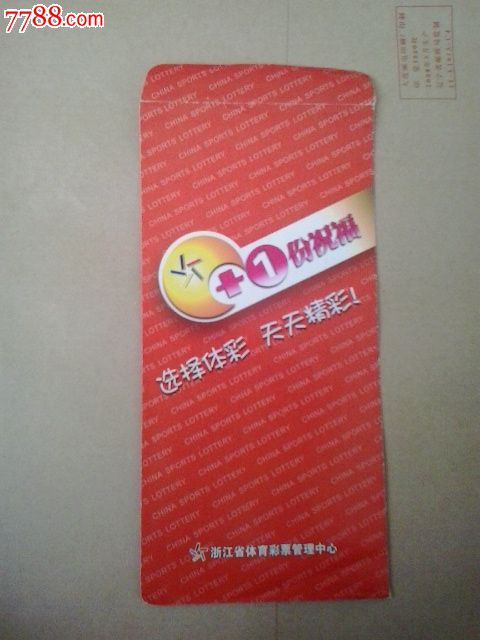 7788.com
CHINA SPORTS LOTTERY
+1份祝福
选择体彩 天天精彩!
浙江省体育彩票管理中心